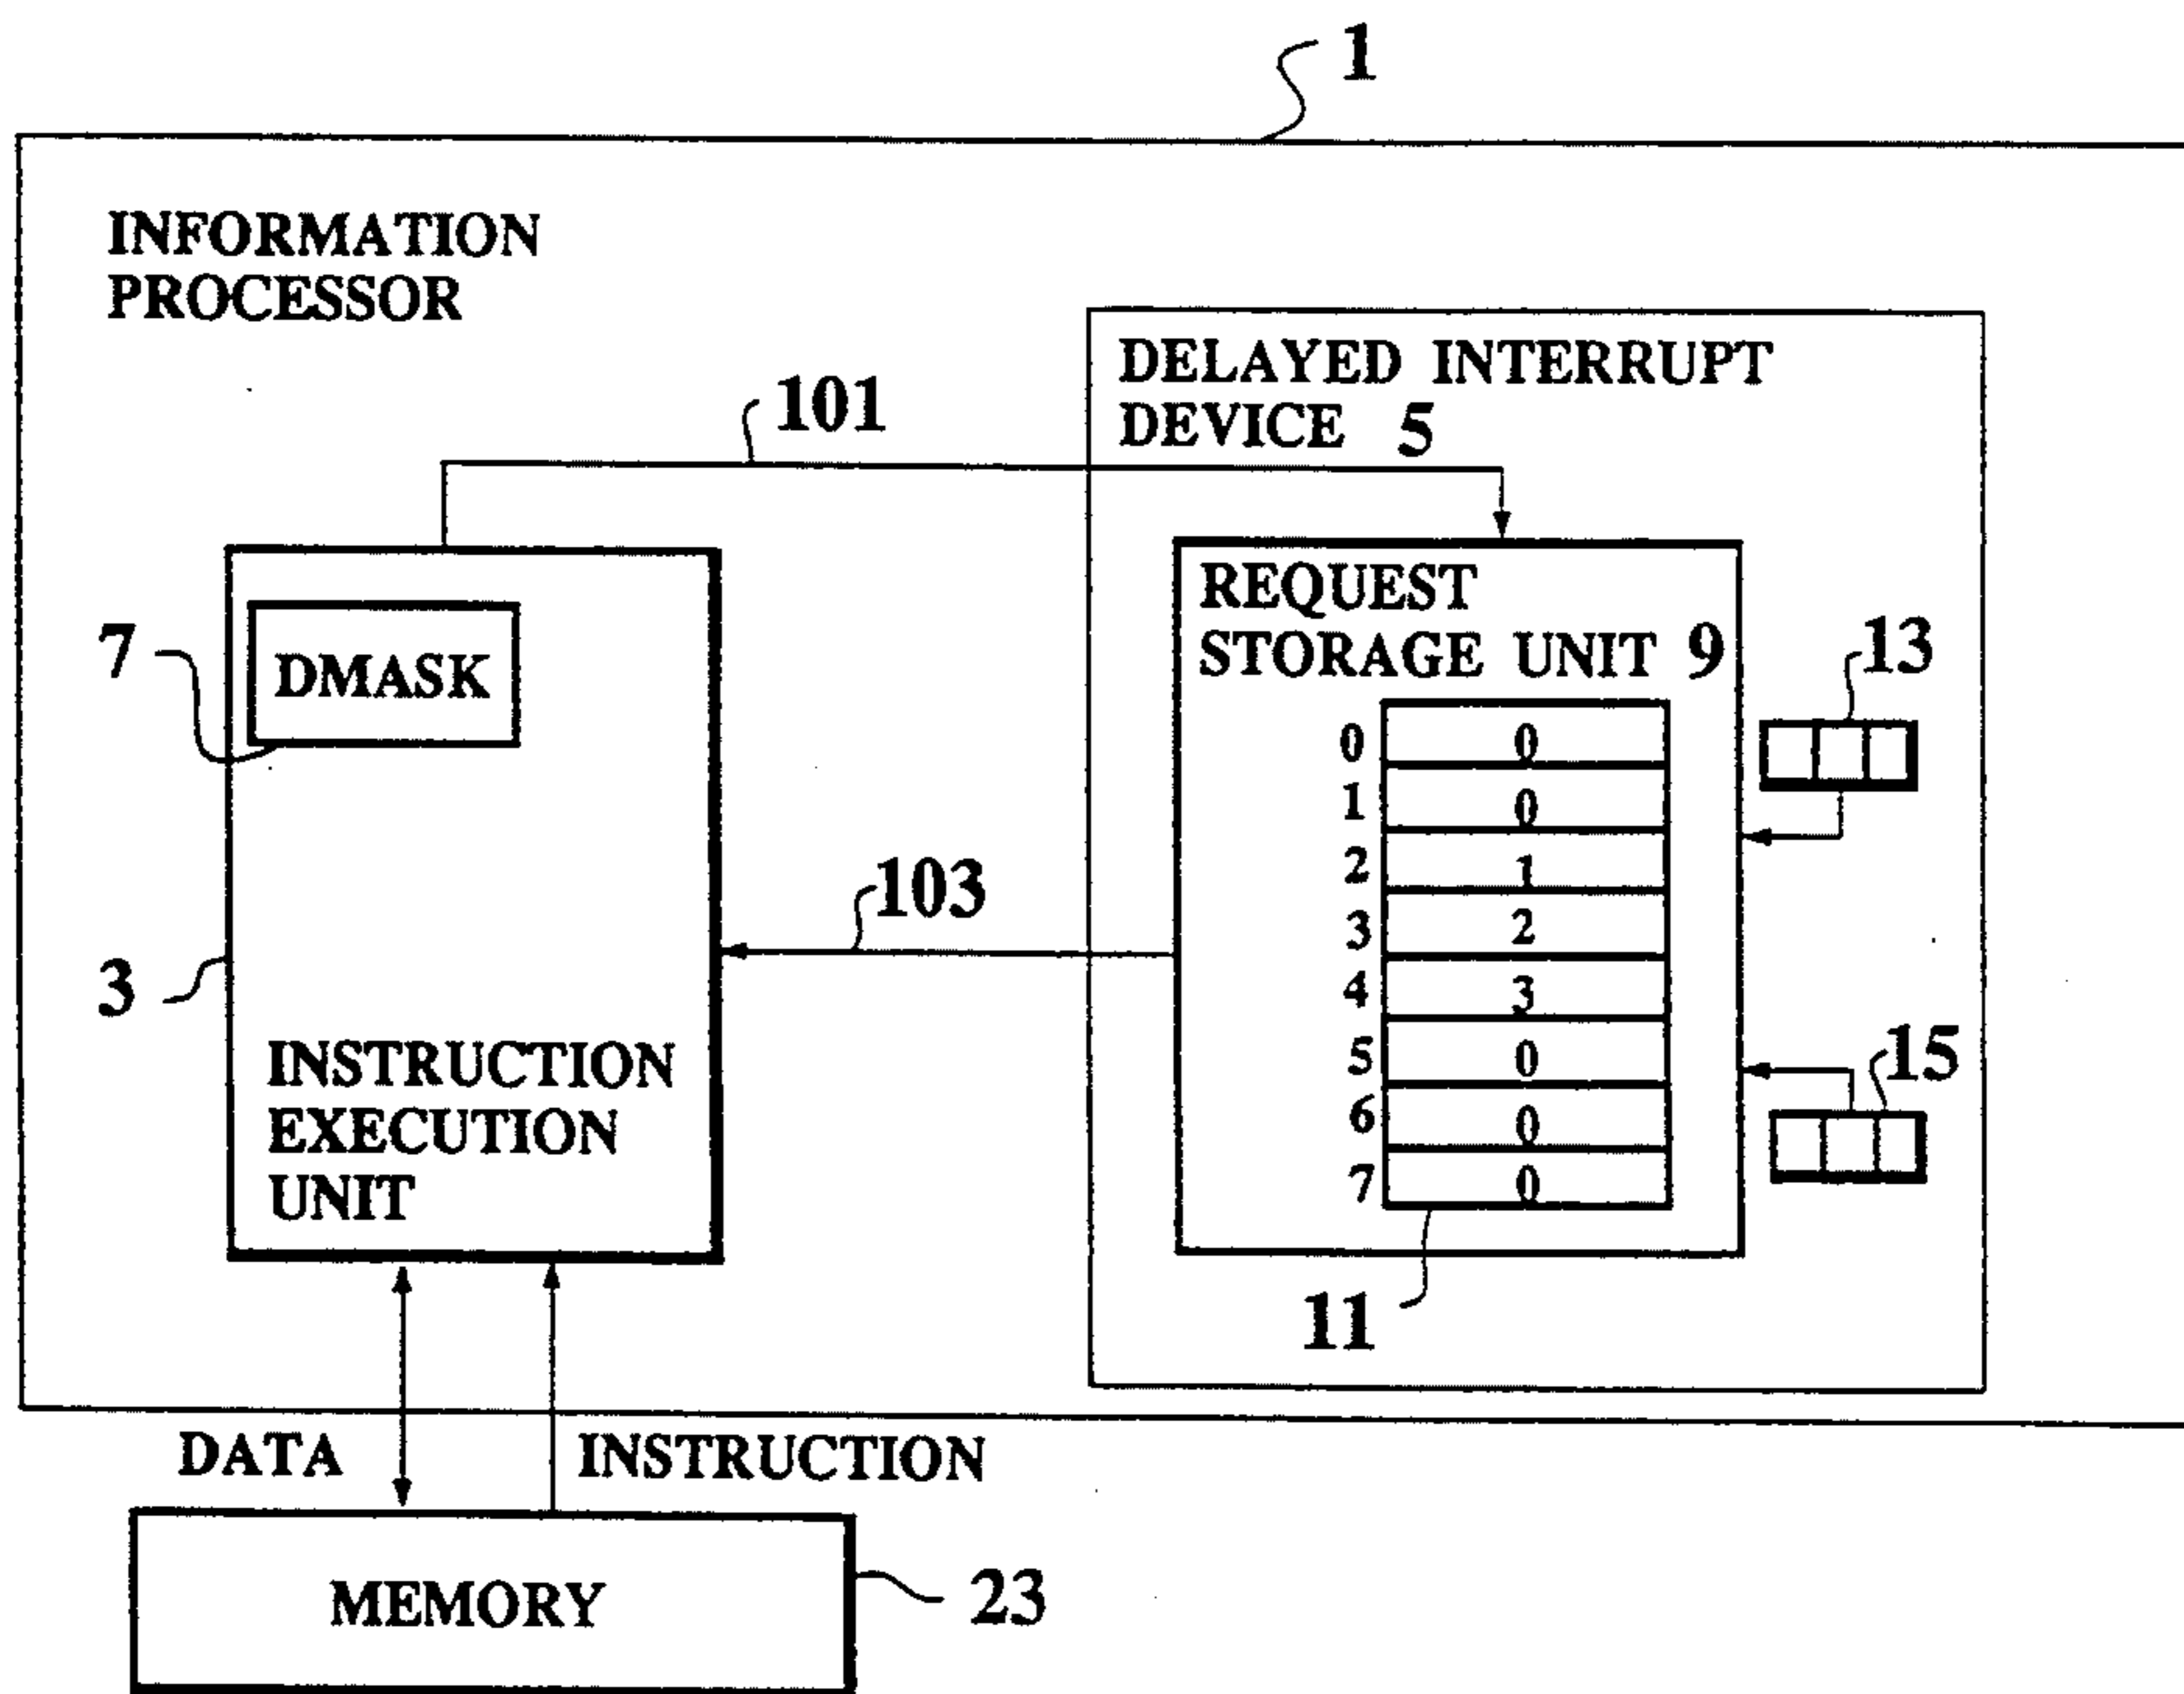 1
INFORMATION
PROCESSOR
DELAYED INTERRUPT
DEVICE 5
101
REQUEST
STORAGE UNIT 9
7
DMASK
13
0 0
1 0
2 1
3 2
4 3
5 0
6 0
7 0
103
3
15
INSTRUCTION
EXECUTION
UNIT
11
DATA
INSTRUCTION
MEMORY
23